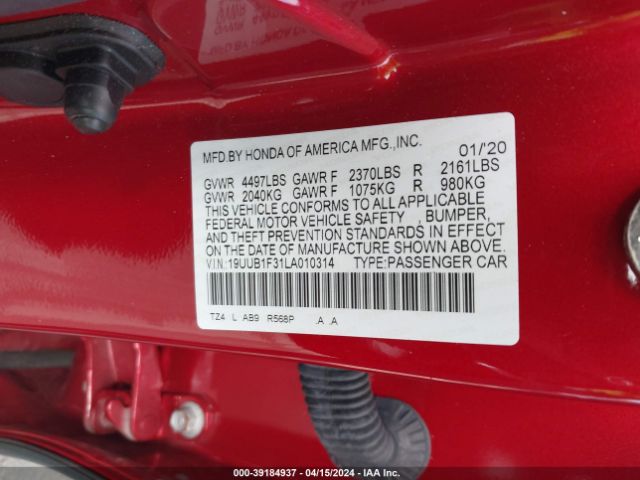 MFD.BY HONDA OF AMERICA MFG.,INC. 01/'20
GVWR 4497LBS GAWR F 2370LBS R 2161LBS
GVWR 2040KG GAWR F 1075KG R 980KG
THIS VEHICLE CONFORMS TO ALL APPLICABLE
FEDERAL MOTOR VEHICLE SAFETY , BUMPER,
AND THEFT PREVENTION STANDARDS IN EFFECT
ON THE DATE OF MANUFACTURE SHOWN ABOVE.
V.I.N: 19UUB1F31LA010314 TYPE:PASSENGER CAR
TZ4 L AB9 R568P .A .A
000-39184937 - 04/15/2024 - IAA Inc.